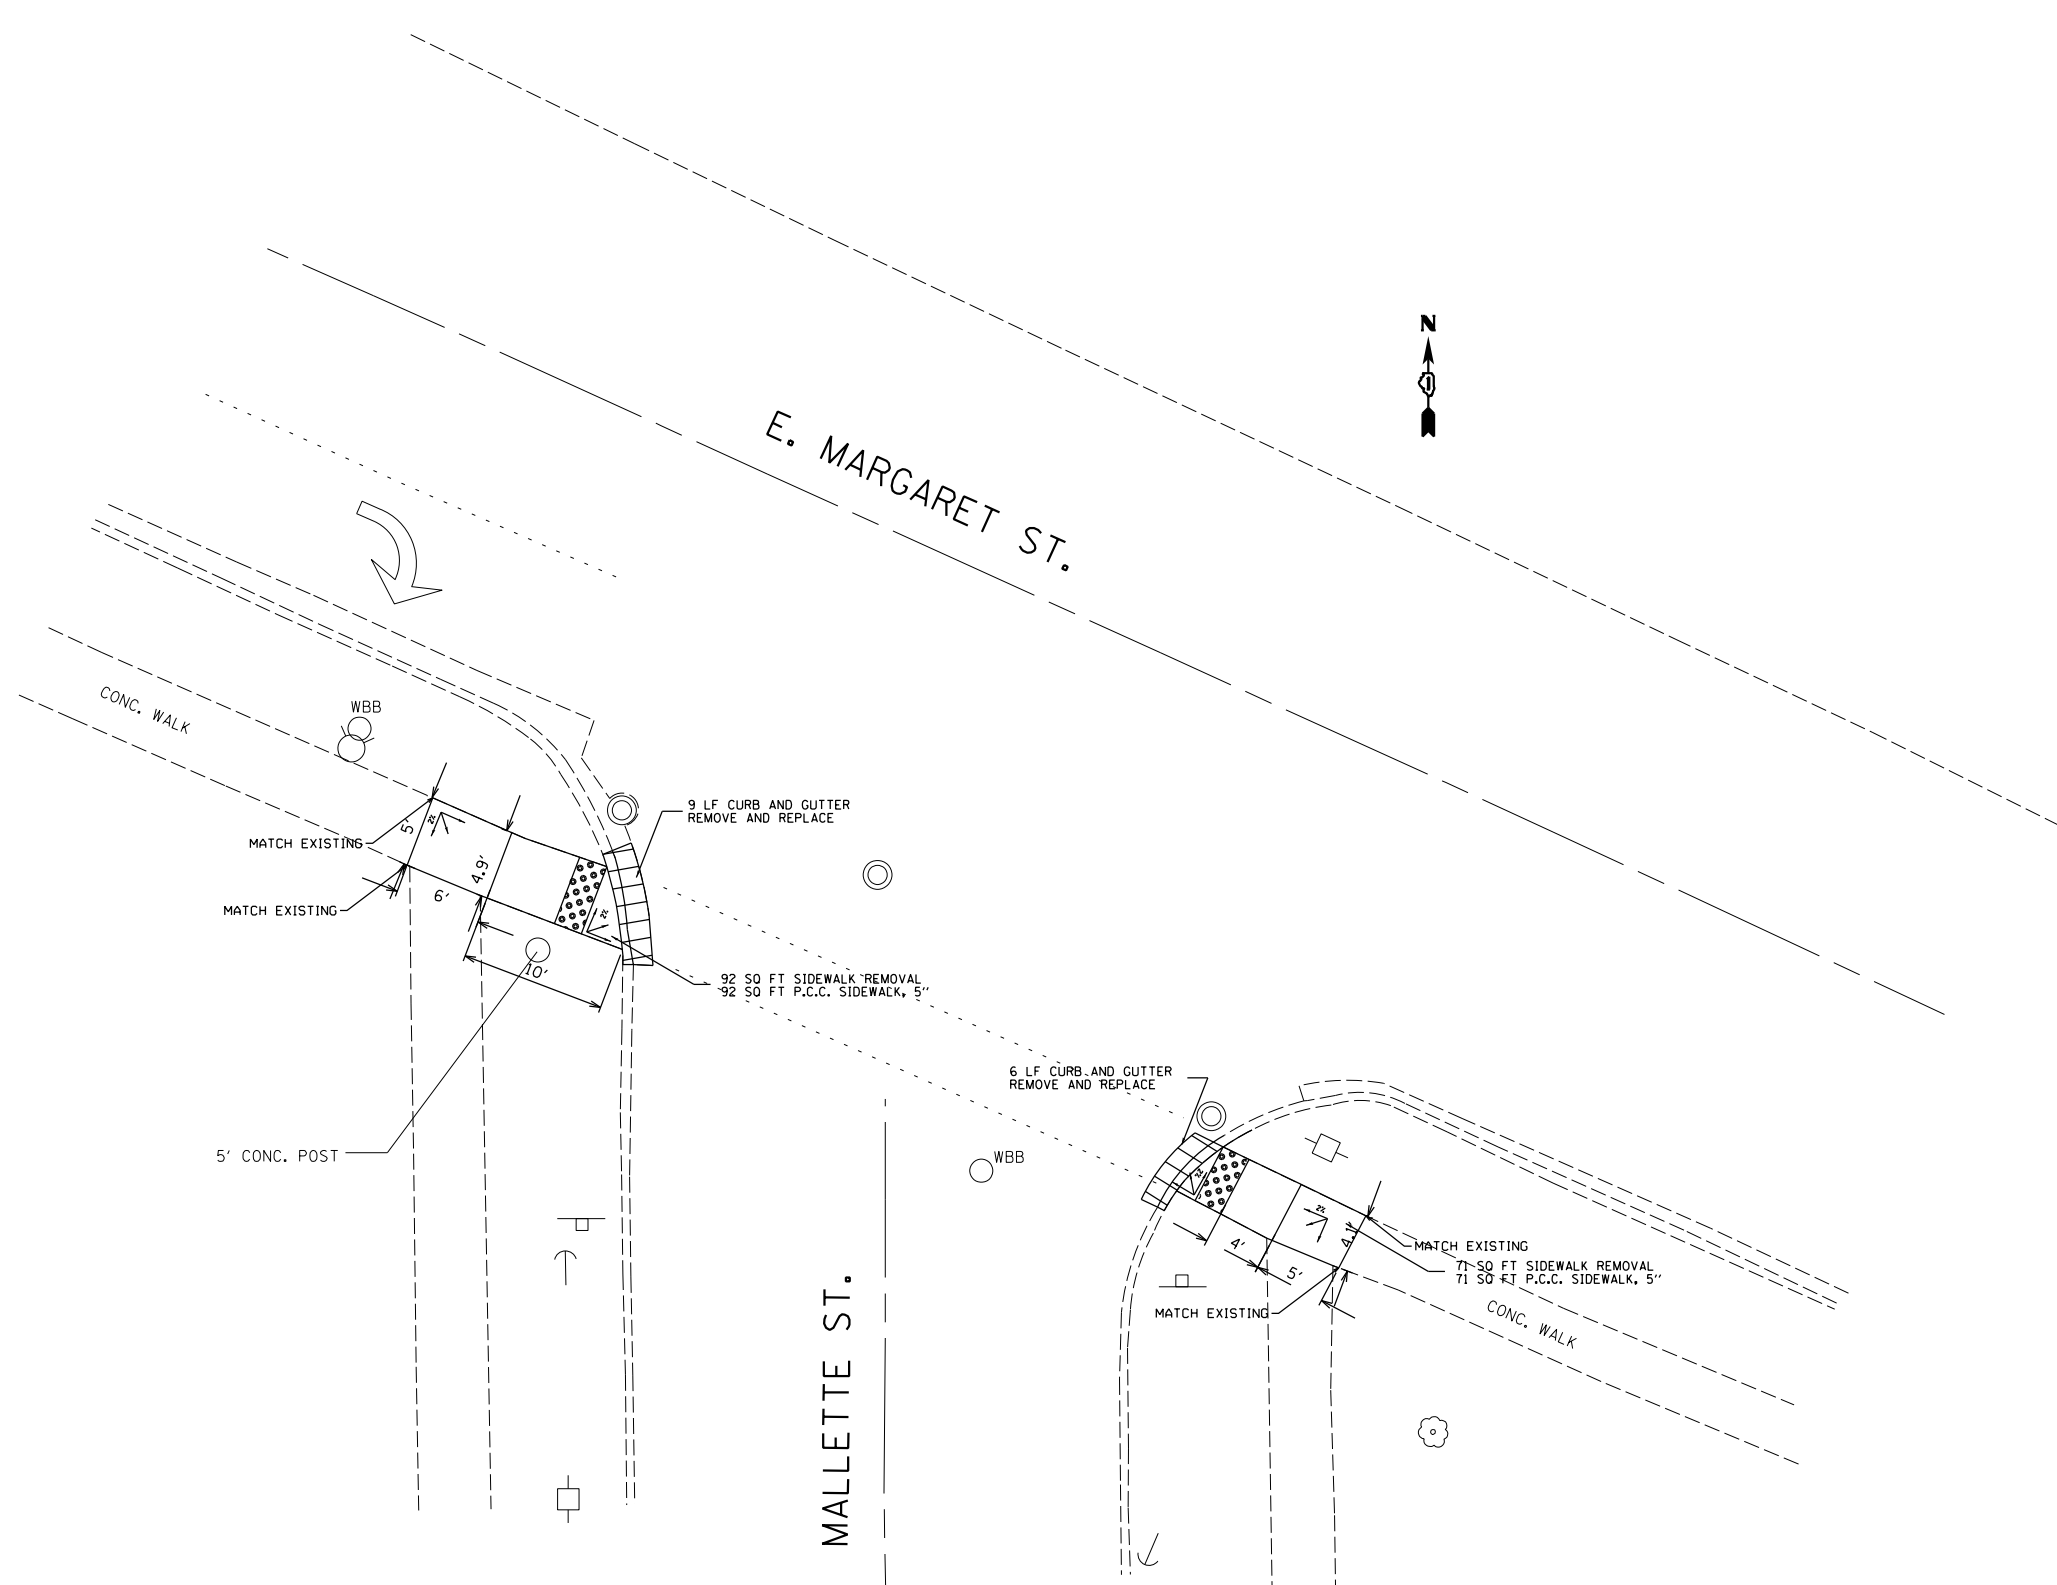 N
E. MARGARET ST.
CONC. WALK
WBB
9 LF CURB AND GUTTER
REMOVE AND REPLACE
MATCH EXISTING
5'
2%
4.9'
6'
MATCH EXISTING
2%
10'
92 SQ FT SIDEWALK REMOVAL
92 SQ FT P.C.C. SIDEWALK, 5"
5' CONC. POST
6 LF CURB AND GUTTER
REMOVE AND REPLACE
WBB
2%
2%
4.1'
4'
5'
MATCH EXISTING
71 SQ FT SIDEWALK REMOVAL
71 SQ FT P.C.C. SIDEWALK, 5"
MATCH EXISTING
CONC. WALK
MALLETTE ST.